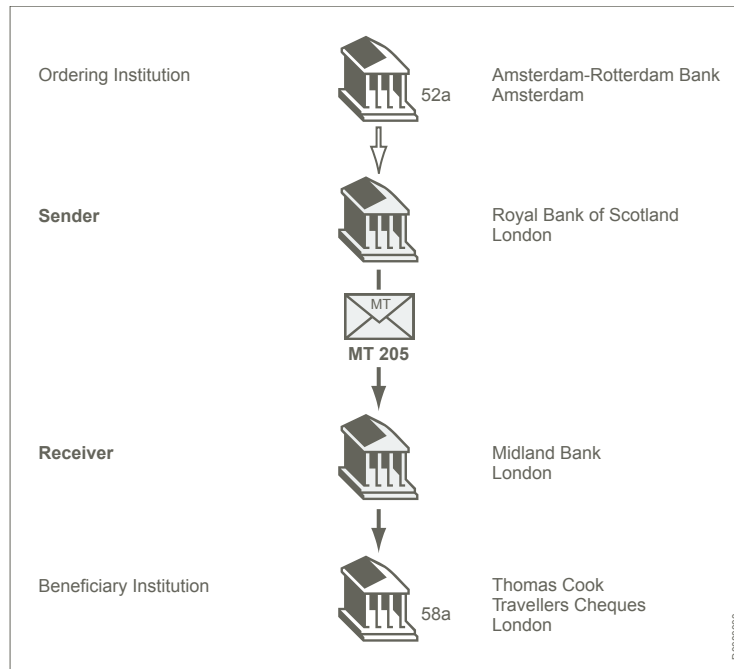 Ordering Institution
52a
Amsterdam-Rotterdam Bank
Amsterdam
Sender
Royal Bank of Scotland
London
MT
MT 205
Receiver
Midland Bank
London
Beneficiary Institution
58a
Thomas Cook
Travellers Cheques
London